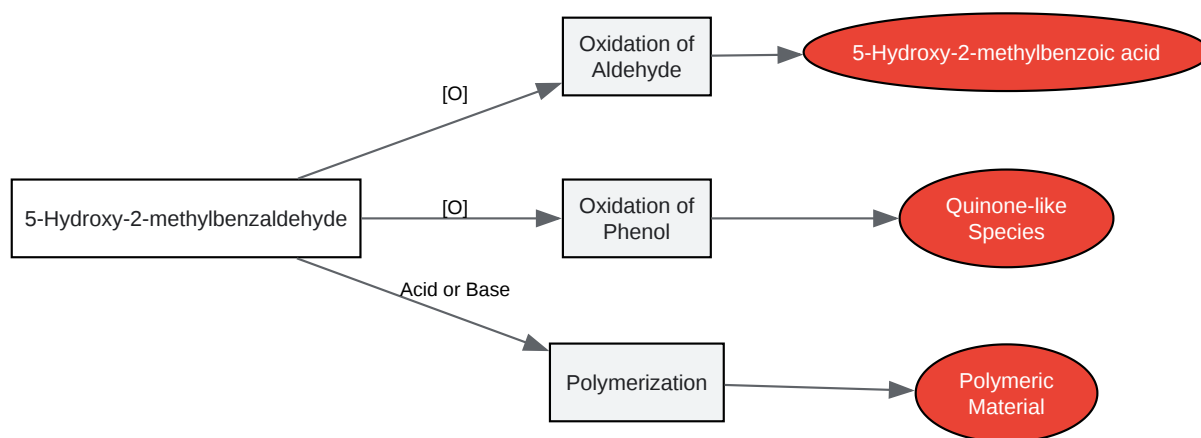 5-Hydroxy-2-methylbenzaldehyde
[O]
Oxidation of
Aldehyde
5-Hydroxy-2-methylbenzoic acid
[O]
Oxidation of
Phenol
Quinone-like
Species
Acid or Base
Polymerization
Polymeric
Material